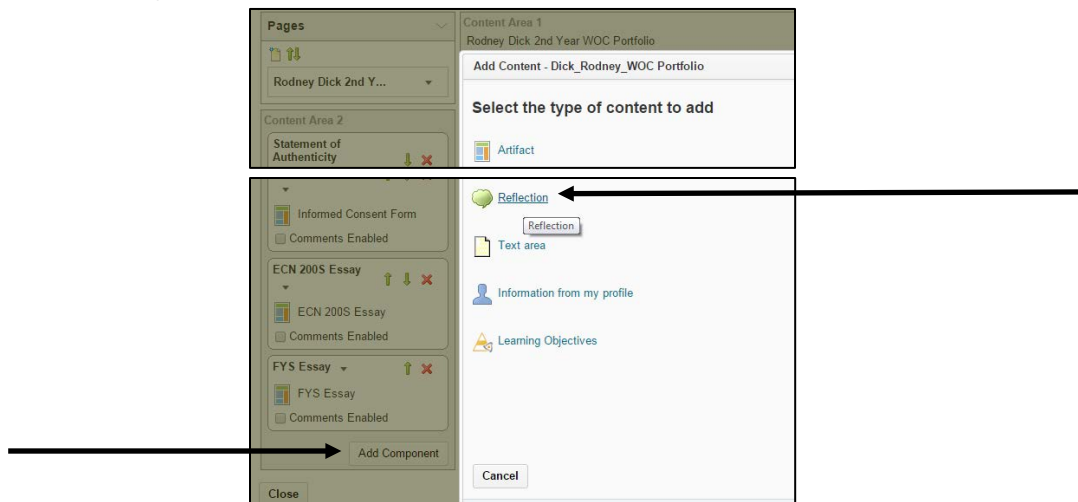 Pages
Rodney Dick 2nd Y...
Content Area 2
Statement of
Authenticity
Informed Consent Form
Comments Enabled
ECN 200S Essay
ECN 200S Essay
Comments Enabled
FYS Essay
FYS Essay
Comments Enabled
Add Component
Close
Content Area 1
Rodney Dick 2nd Year WOC Portfolio
Add Content - Dick_Rodney_WOC Portfolio
Select the type of content to add
Artifact
Reflection
Reflection
Text area
Information from my profile
Learning Objectives
Cancel